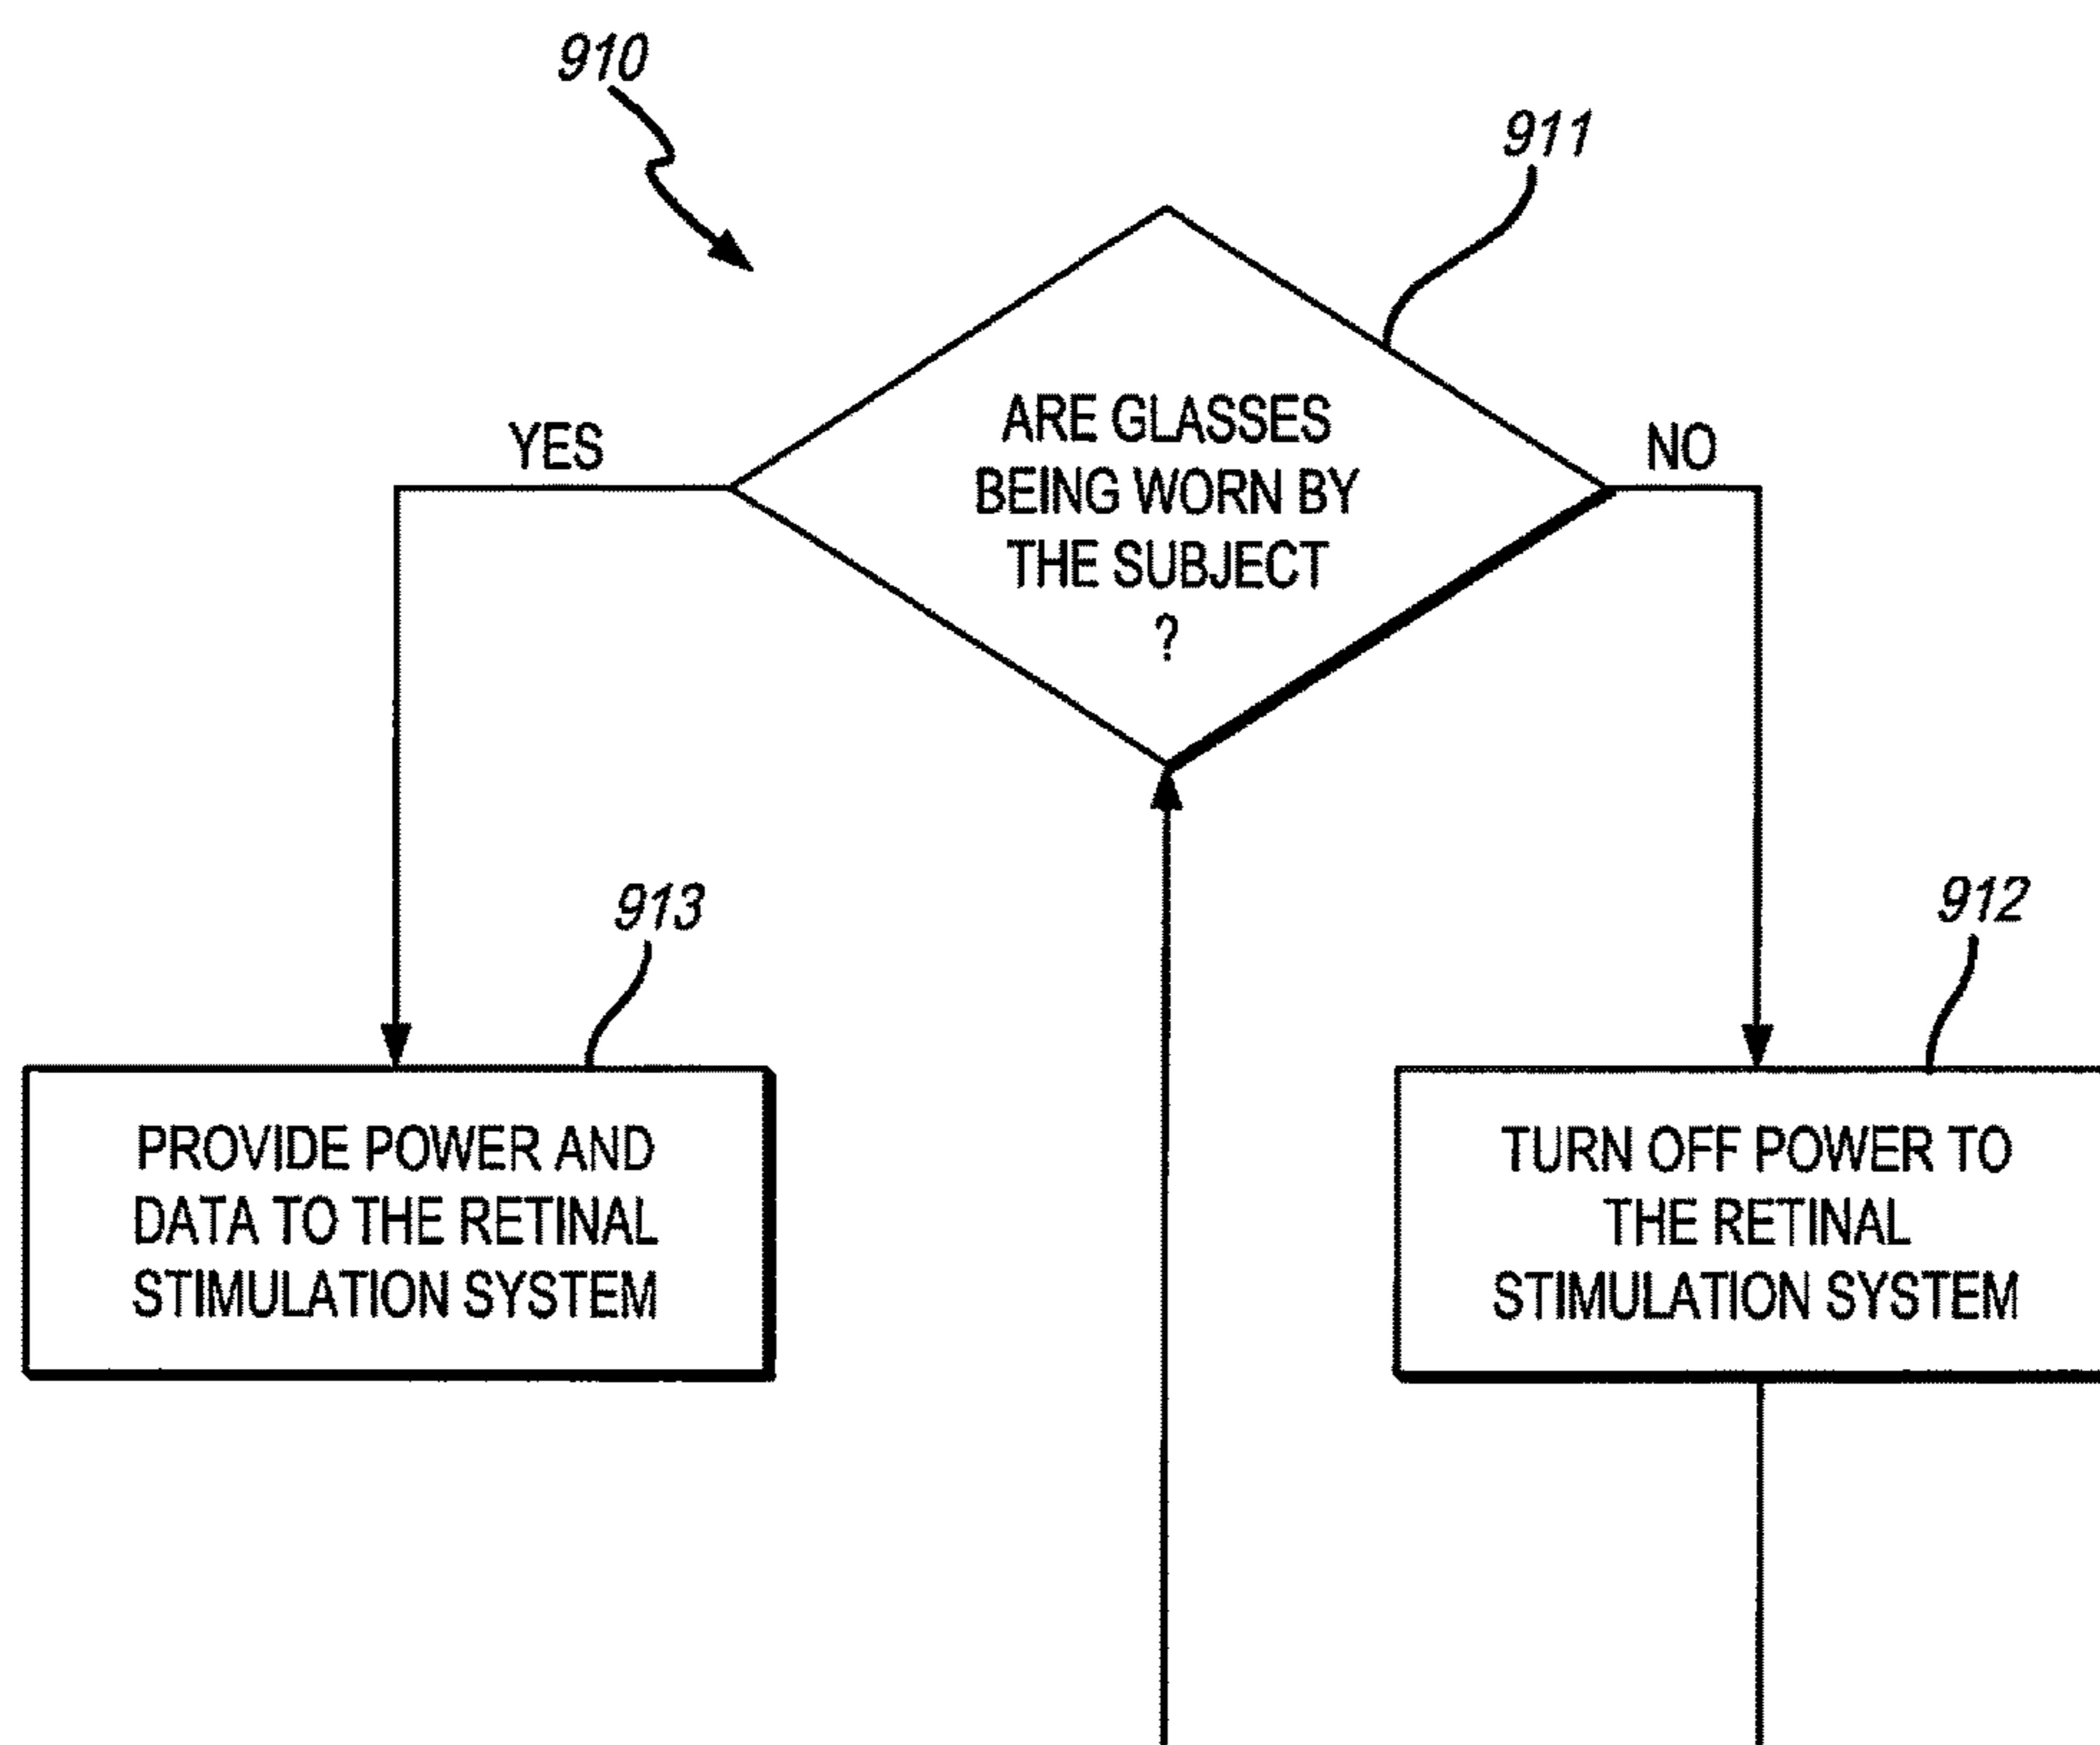 910
911
ARE GLASSES
BEING WORN BY
THE SUBJECT
?
YES
NO
913
912
PROVIDE POWER AND
DATA TO THE RETINAL
STIMULATION SYSTEM
TURN OFF POWER TO
THE RETINAL
STIMULATION SYSTEM